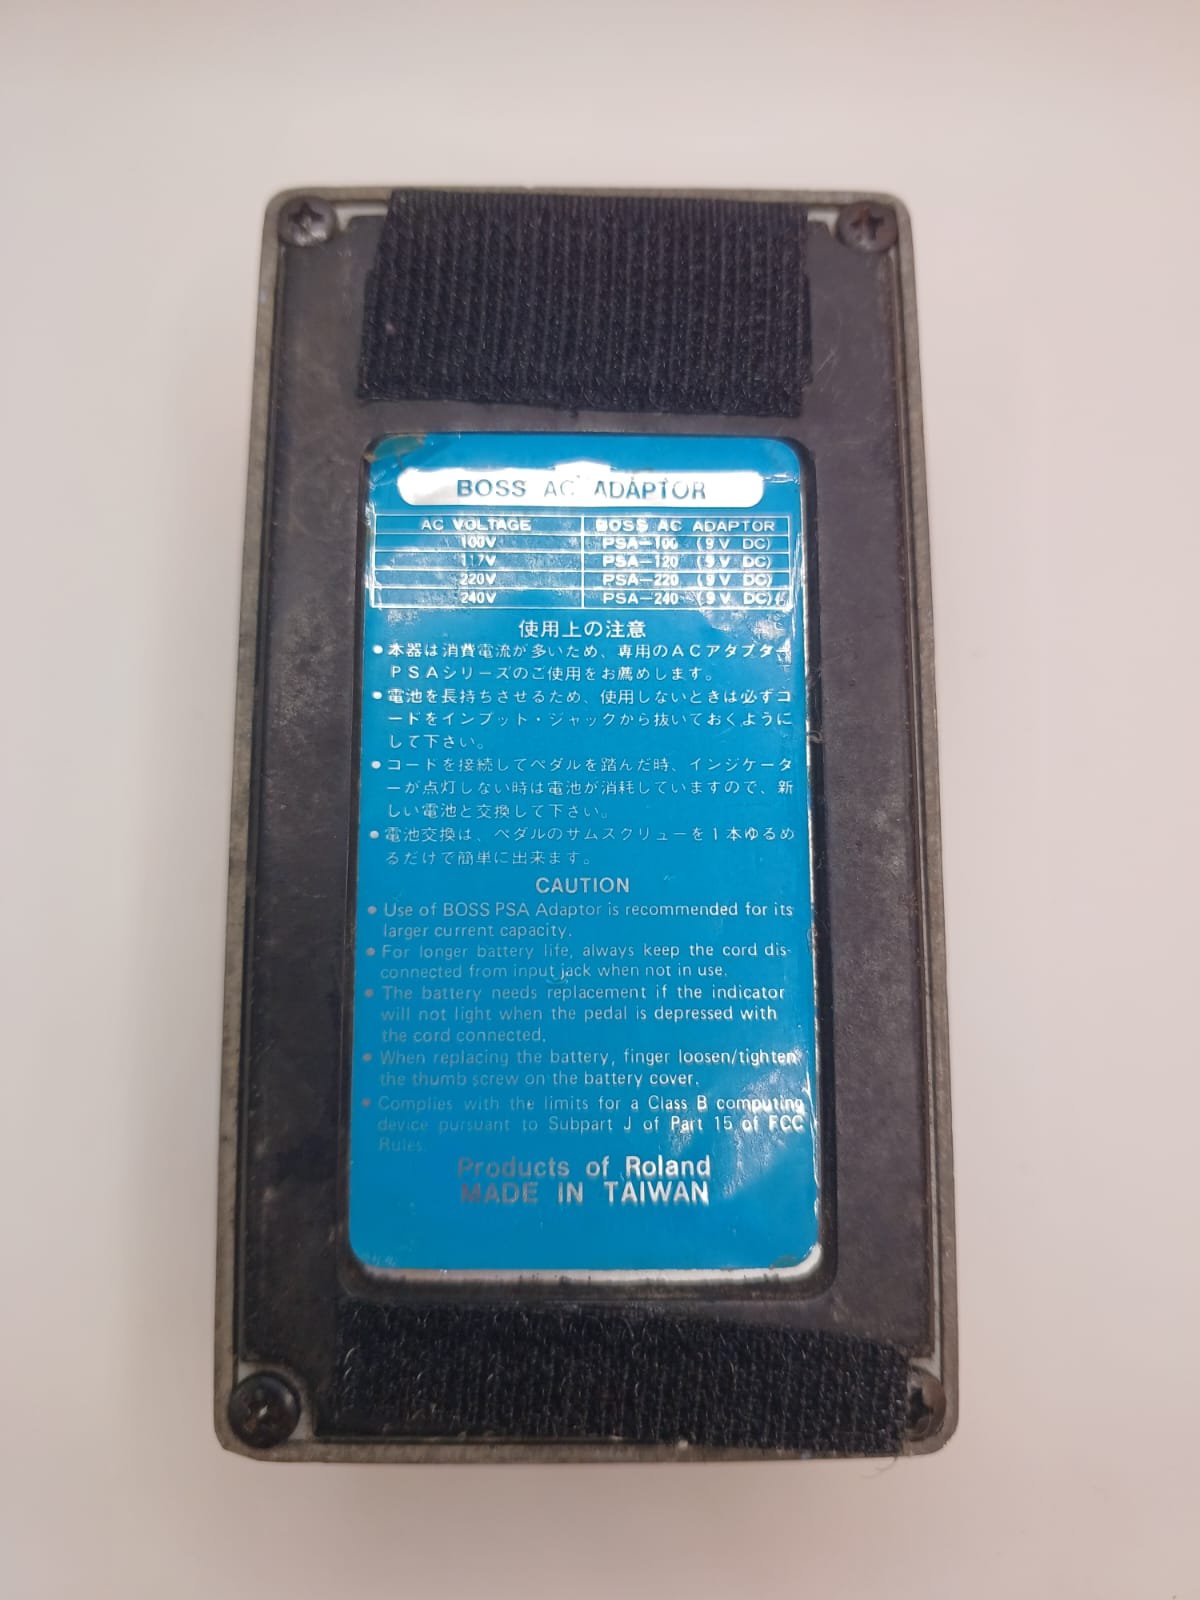 BOSS AC ADAPTOR
AC VOLTAGE BOSS AC ADAPTOR
100V PSA-100 (9V DC)
117V PSA-120 (9V DC)
220V PSA-220 (9V DC)
240V PSA-240 (9V DC)
使用上の注意
●本器は消費電流が多いため、専用のACアダプター
PSAシリーズのご使用をお薦めします。
●電池を長持ちさせるため、使用しないときは必ずコ
ードをインプット・ジャックから抜いておくように
して下さい。
●コードを接続してペダルを踏んだ時、インジケータ
ーが点灯しない時は電池が消耗していますので、新
しい電池と交換して下さい。
●電池交換は、ペダルのサムスクリューを1本ゆるめ
るだけで簡単に出来ます。
CAUTION
● Use of BOSS PSA Adaptor is recommended for its
larger current capacity.
● For longer battery life, always keep the cord dis-
connected from input jack when not in use.
● The battery needs replacement if the indicator
will not light when the pedal is depressed with
the cord connected.
● When replacing the battery, finger loosen/tighten
the thumb screw on the battery cover.
● Complies with the limits for a Class B computing
device pursuant to Subpart J of Part 15 of FCC
Rules.
Products of Roland
MADE IN TAIWAN